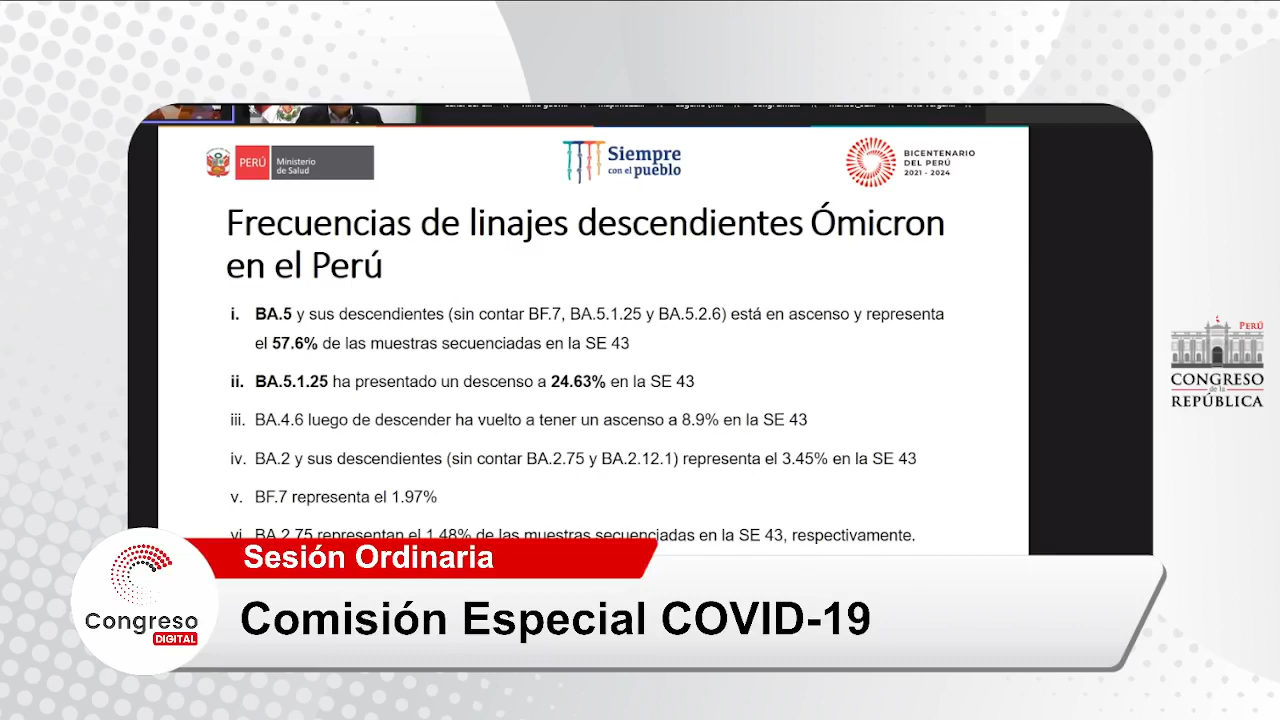 PERÚ
Ministerio
de Salud
Siempre
con el pueblo
BICENTENARIO
DEL PERÚ
2021 - 2024
Frecuencias de linajes descendientes Ómicron
en el Perú
i. BA.5 y sus descendientes (sin contar BF.7, BA.5.1.25 y BA.5.2.6) está en ascenso y representa
el 57.6% de las muestras secuenciadas en la SE 43
ii. BA.5.1.25 ha presentado un descenso a 24.63% en la SE 43
iii. BA.4.6 luego de descender ha vuelto a tener un ascenso a 8.9% en la SE 43
iv. BA.2 y sus descendientes (sin contar BA.2.75 y BA.2.12.1) representa el 3.45% en la SE 43
v. BF.7 representa el 1.97%
vi. BA.2.75 representan el 1.48% de las muestras secuenciadas en la SE 43, respectivamente.
PERÚ
CONGRESO
de la
REPÚBLICA
Sesión Ordinaria
Comisión Especial COVID-19
Congreso
DIGITAL